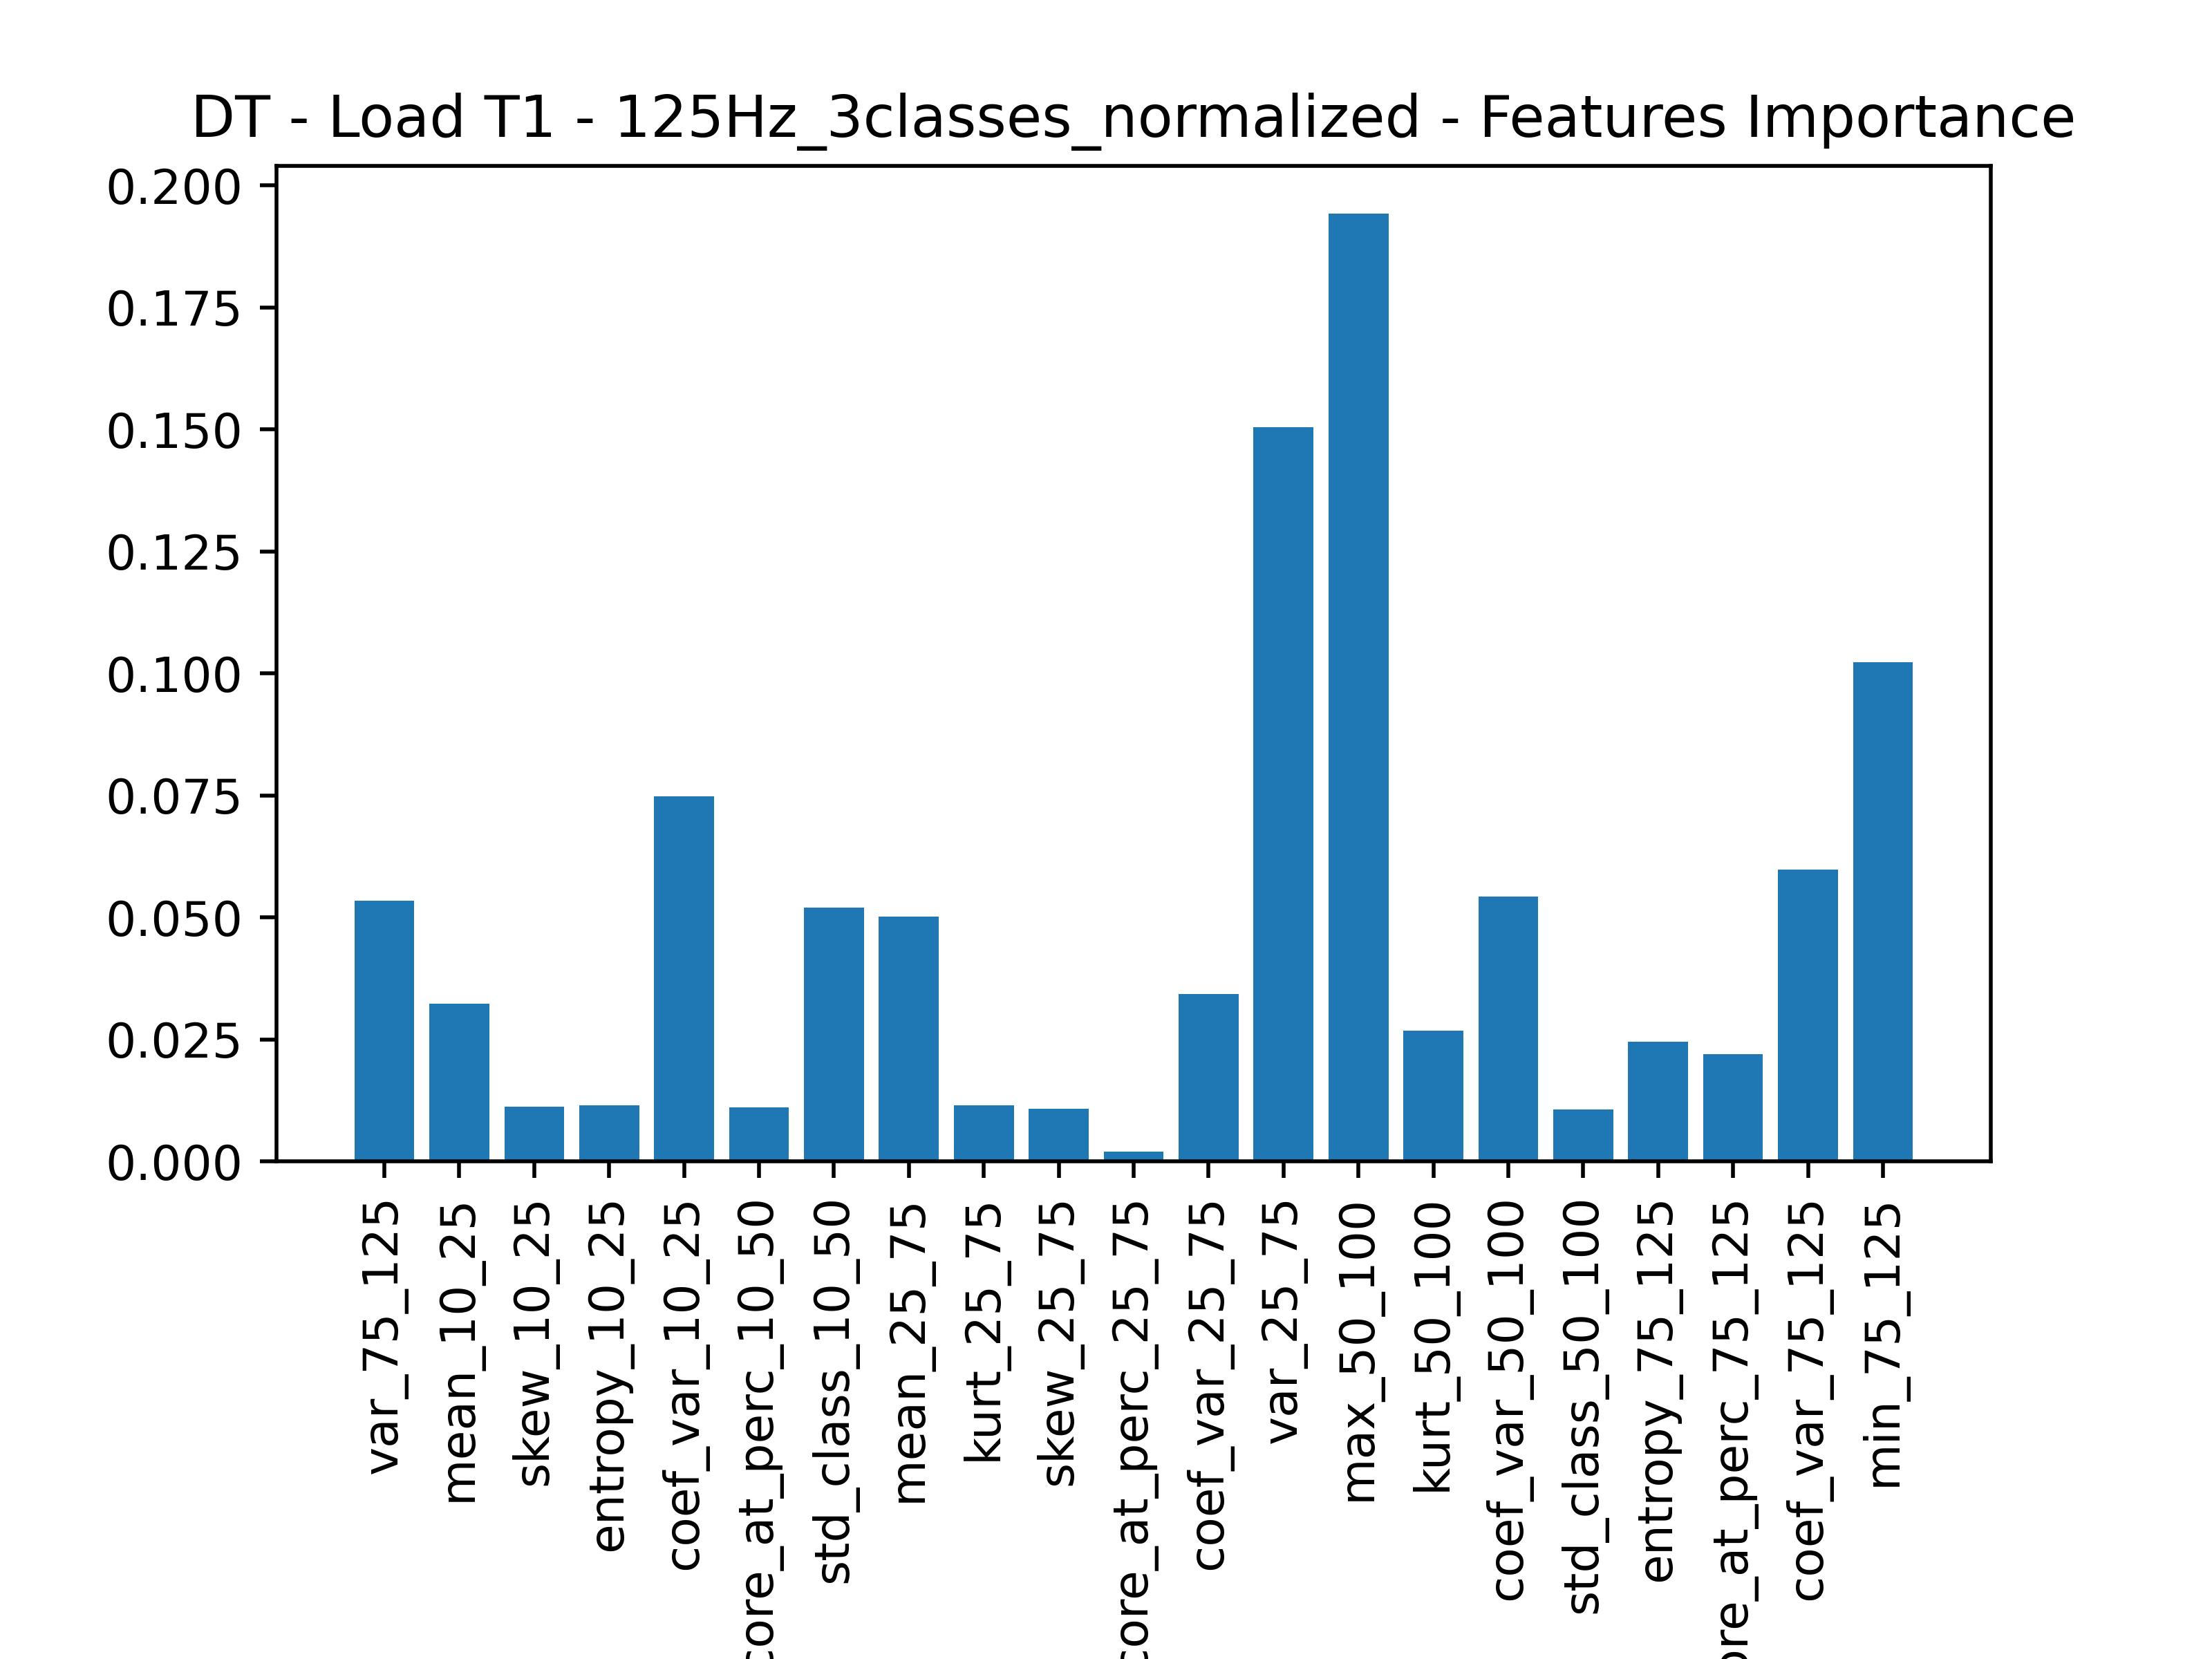 DT - Load T1 - 125Hz_3classes_normalized - Features Importance
0.200
0.175
0.150
0.125
0.100
0.075
0.050
0.025
0.000
var_75_125
mean_10_25
skew_10_25
entropy_10_25
coef_var_10_25
core_at_perc_10_50
std_class_10_50
mean_25_75
kurt_25_75
skew_25_75
core_at_perc_25_75
coef_var_25_75
var_25_75
max_50_100
kurt_50_100
coef_var_50_100
std_class_50_100
entropy_75_125
ore_at_perc_75_125
coef_var_75_125
min_75_125